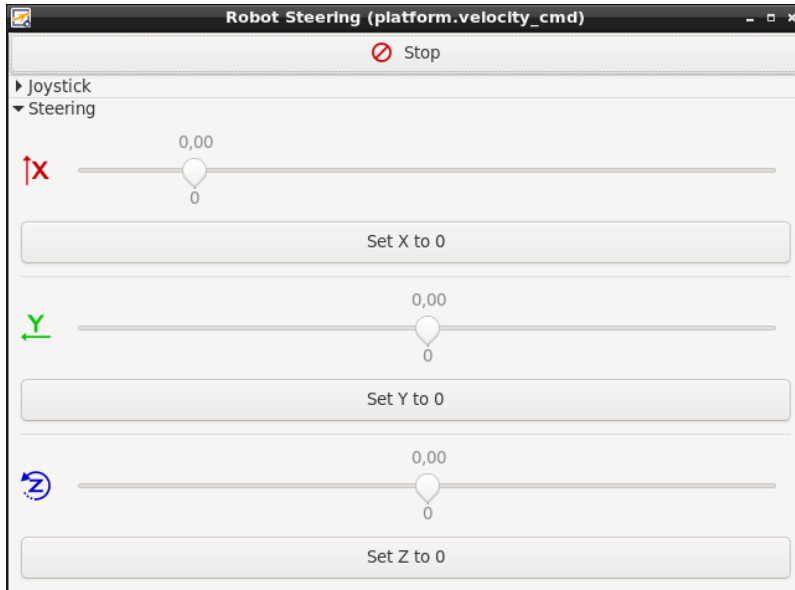 Robot Steering (platform.velocity_cmd)
Stop
Joystick
Steering
0,00
X
0
Set X to 0
0,00
Y
0
Set Y to 0
0,00
Z
0
Set Z to 0